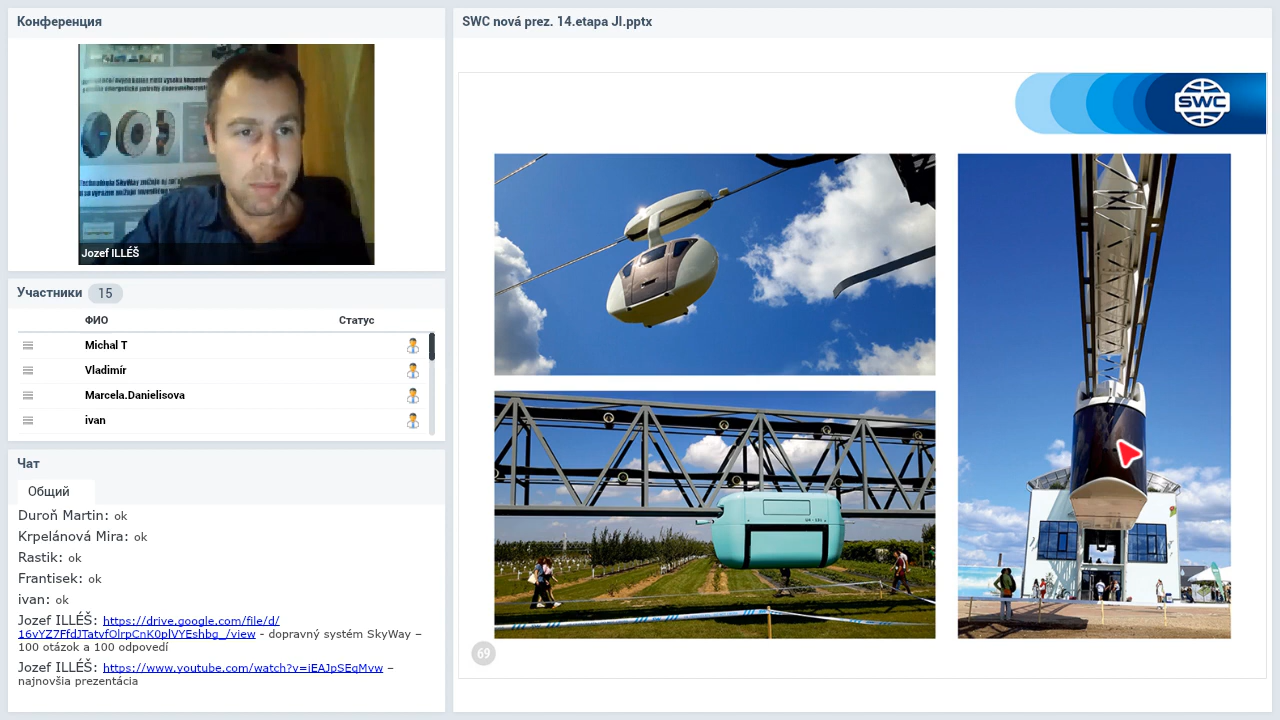 Конференция
Jozef ILLÉŠ
Участники 15
ФИО Статус
Michal T
Vladimír
Marcela.Danielisova
ivan
Чат
Общий
Duroň Martin: ok
Krpelánová Mira: ok
Rastik: ok
Frantisek: ok
ivan: ok
Jozef ILLÉŠ: https://drive.google.com/file/d/
16vYZ7FfdJTatvfOlrpCnK0plVYEshbg_/view - dopravný systém SkyWay –
100 otázok a 100 odpovedí
Jozef ILLÉŠ: https://www.youtube.com/watch?v=iEAJpSEqMvw –
najnovšia prezentácia
SWC nová prez. 14.etapa JI.pptx
SWC
69